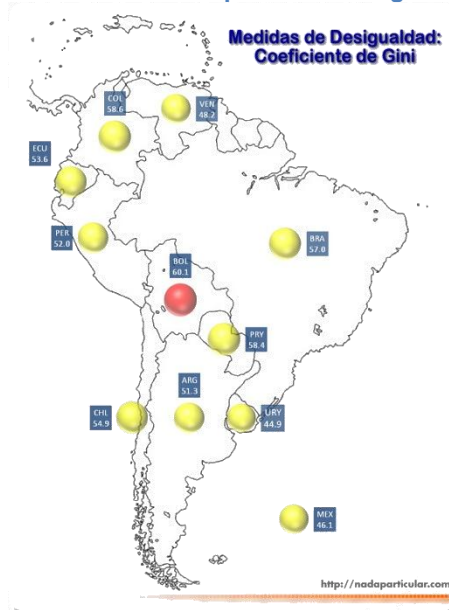 Medidas de Desigualdad:
Coeficiente de Gini
COL
58.6
VEN
48.2
ECU
53.6
PER
52.0
BRA
57.0
BOL
60.1
PRY
58.4
ARG
51.3
CHL
54.9
URY
44.9
MEX
46.1
http://nadaparticular.com